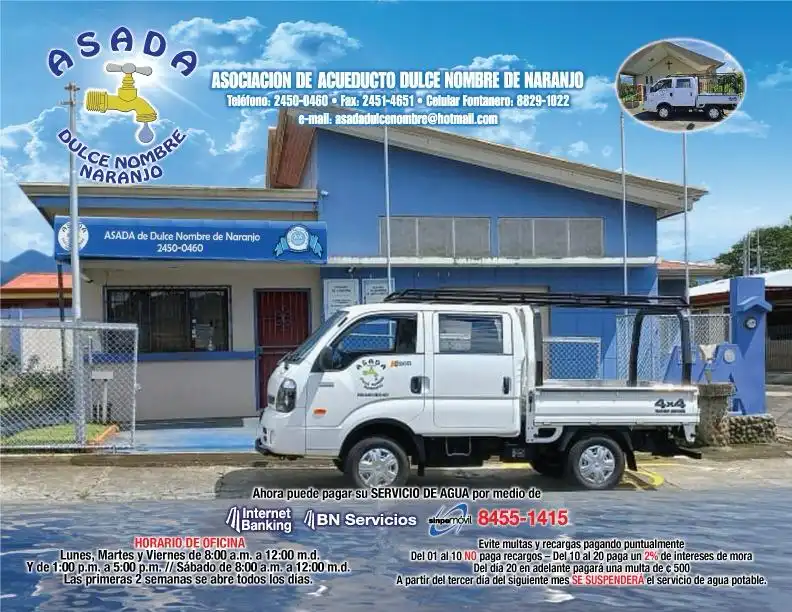 ASADA
DULCE NOMBRE
NARANJO
ASOCIACION DE ACUEDUCTO DULCE NOMBRE DE NARANJO
Teléfono: 2450-0460 • Fax: 2451-4651 • Celular Fontanero: 8829-1022
e-mail: asadadulcenombre@hotmail.com
ASADA de Dulce Nombre de Naranjo
2450-0460
ASADA
4x4
Ahora puede pagar su SERVICIO DE AGUA por medio de
Internet Banking
BN Servicios
sinpe móvil 8455-1415
HORARIO DE OFICINA
Lunes, Martes y Viernes de 8:00 a.m. a 12:00 m.d.
Y de 1:00 p.m. a 5:00 p.m. // Sábado de 8:00 a.m. a 12:00 m.d.
Las primeras 2 semanas se abre todos los días.
Evite multas y recargas pagando puntualmente
Del 01 al 10 NO paga recargos – Del 10 al 20 paga un 2% de intereses de mora
Del día 20 en adelante pagará una multa de ¢ 500
A partir del tercer día del siguiente mes SE SUSPENDERÁ el servicio de agua potable.